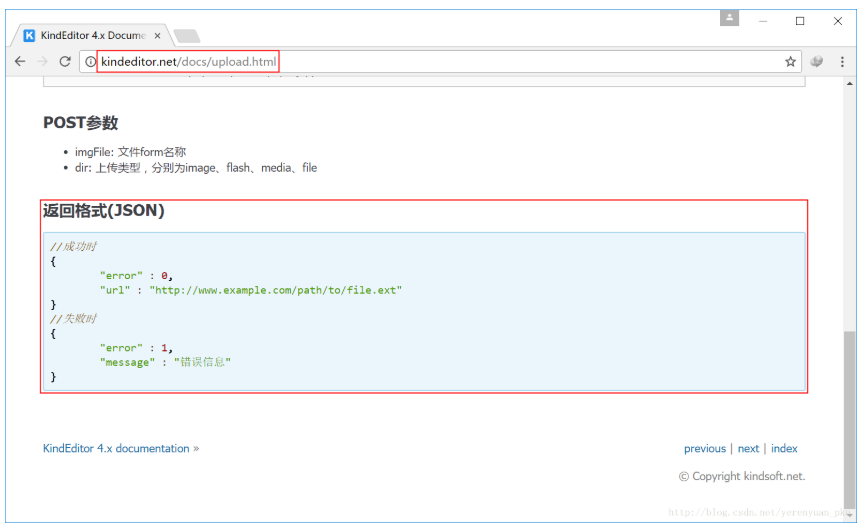 KindEditor 4.x Docume
kindeditor.net/docs/upload.html
POST参数
imgFile: 文件form名称
dir: 上传类型，分别为image、flash、media、file
返回格式(JSON)
//成功时
{
"error" : 0,
"url" : "http://www.example.com/path/to/file.ext"
}
//失败时
{
"error" : 1,
"message" : "错误信息"
}
KindEditor 4.x documentation »
previous | next | index
© Copyright kindsoft.net.
http://blog.csdn.net/yerenyuan_pku